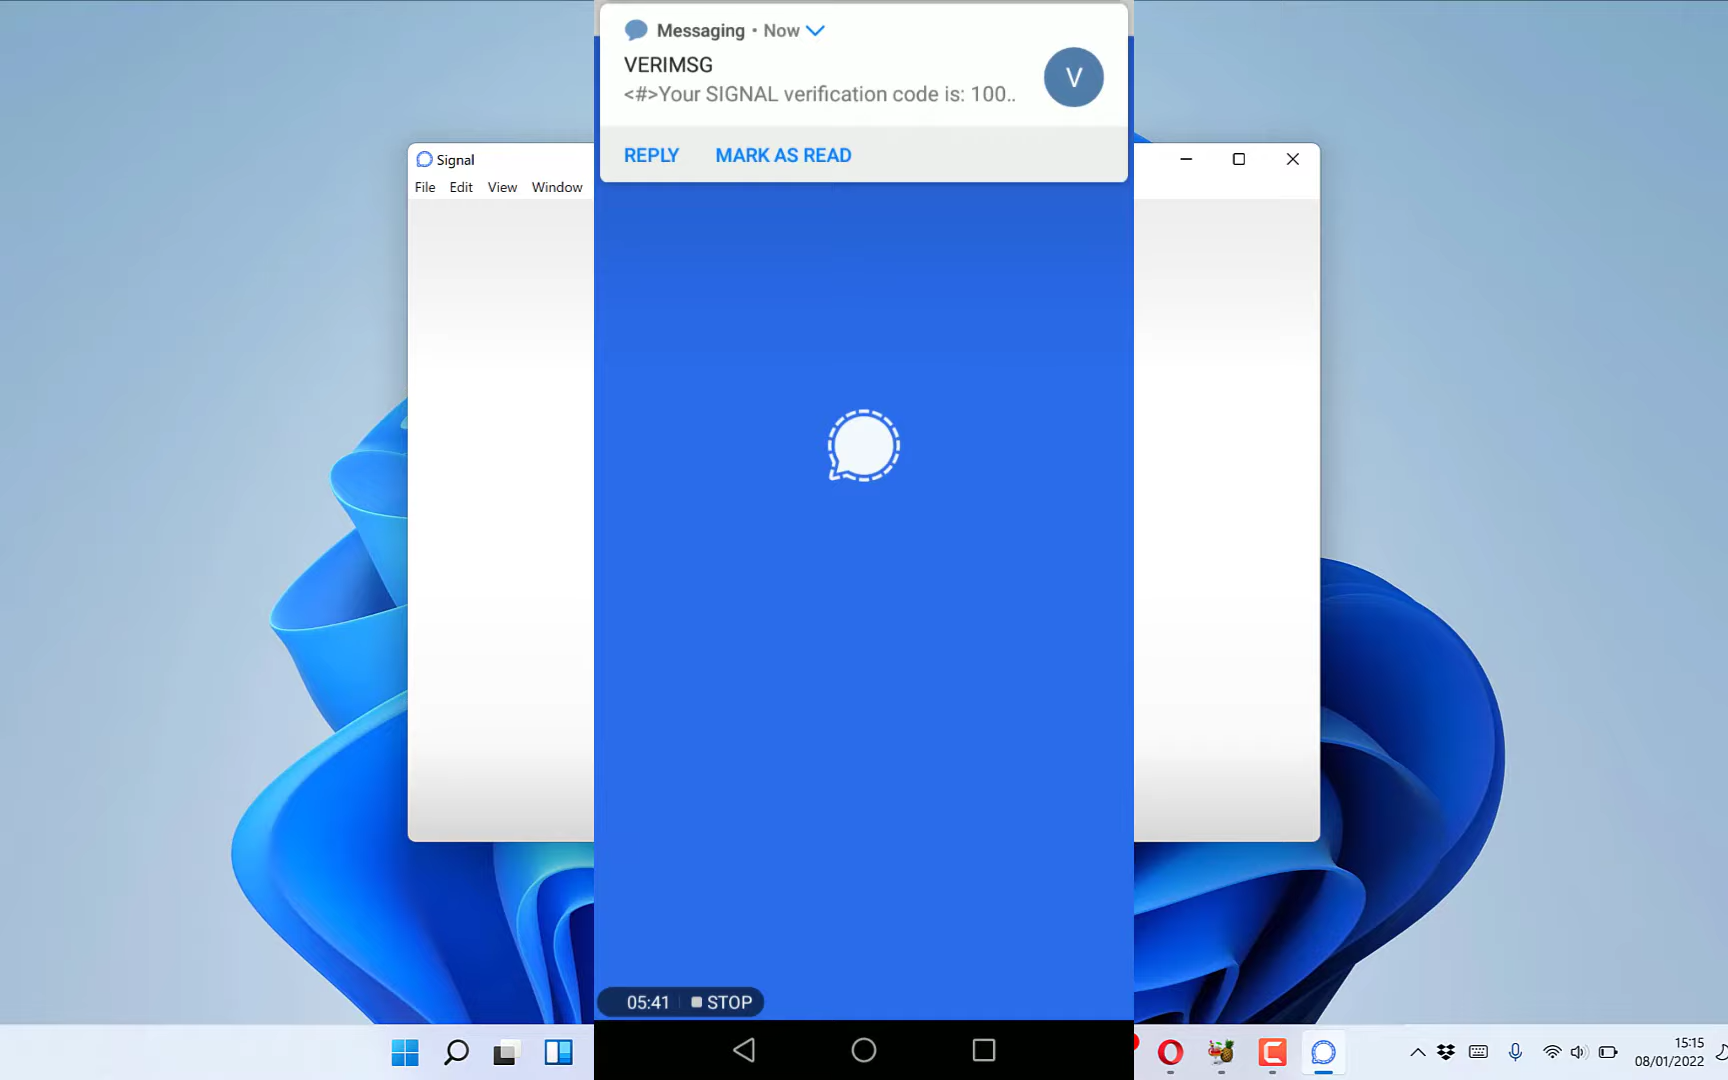 Messaging • Now
VERIMSG
<#>Your SIGNAL verification code is: 100..
V
REPLY MARK AS READ
Signal
File Edit View Window
05:41 STOP
15:15
08/01/2022